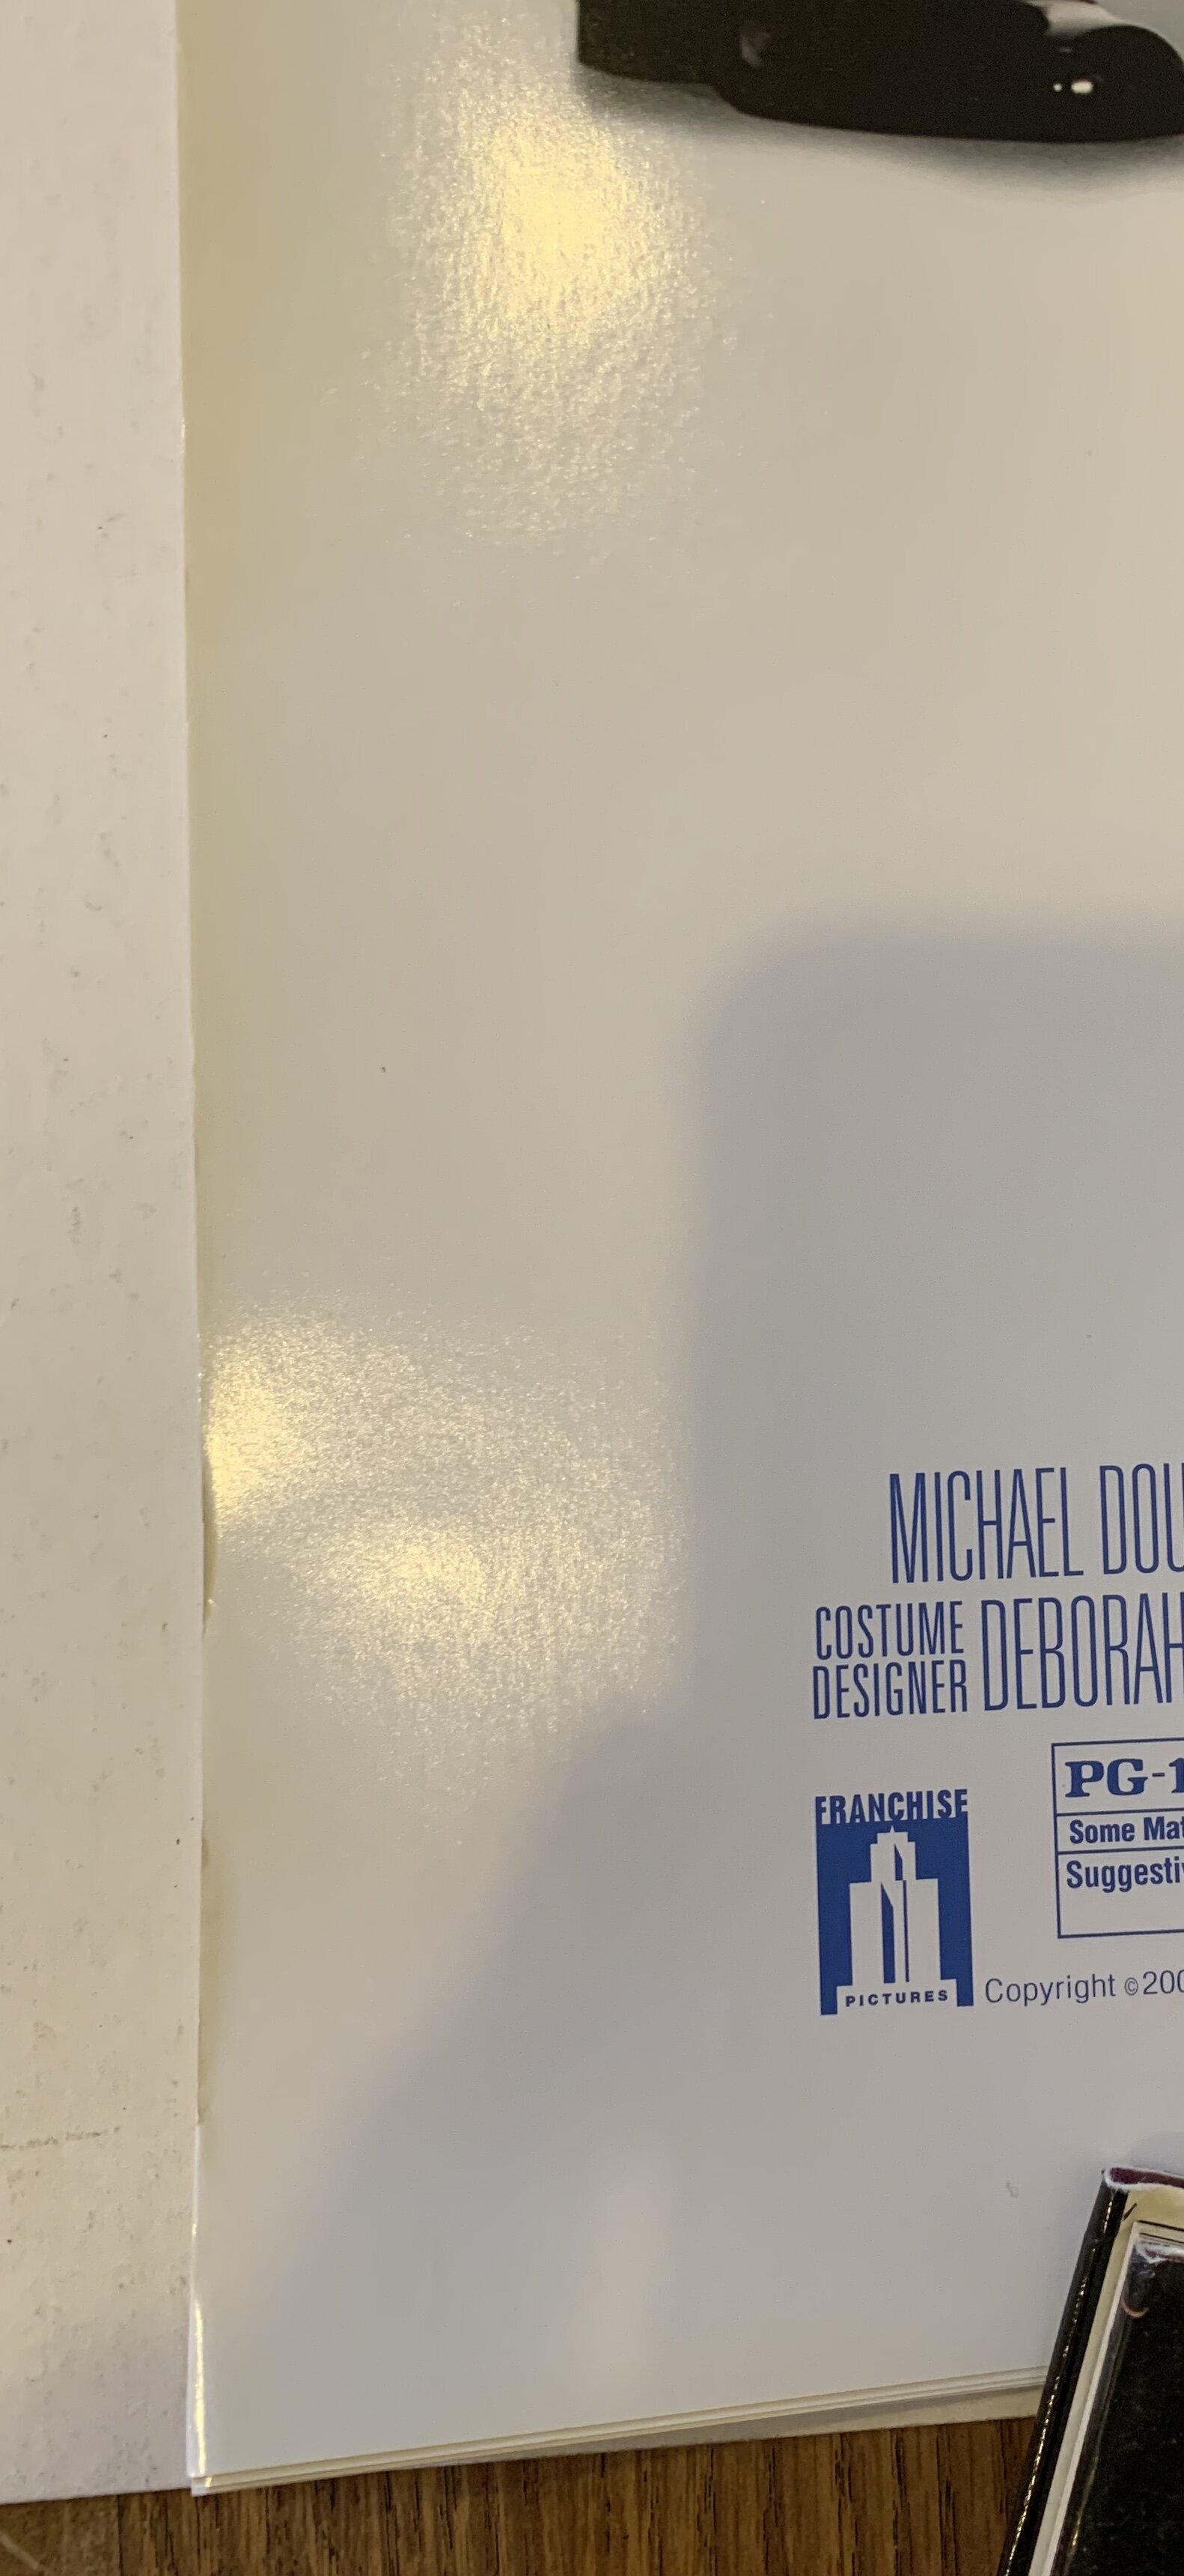 MICHAEL DOU
COSTUME DESIGNER DEBORAH
PG-1
Some Mat
Suggestiv
FRANCHISE
PICTURES
Copyright ©200